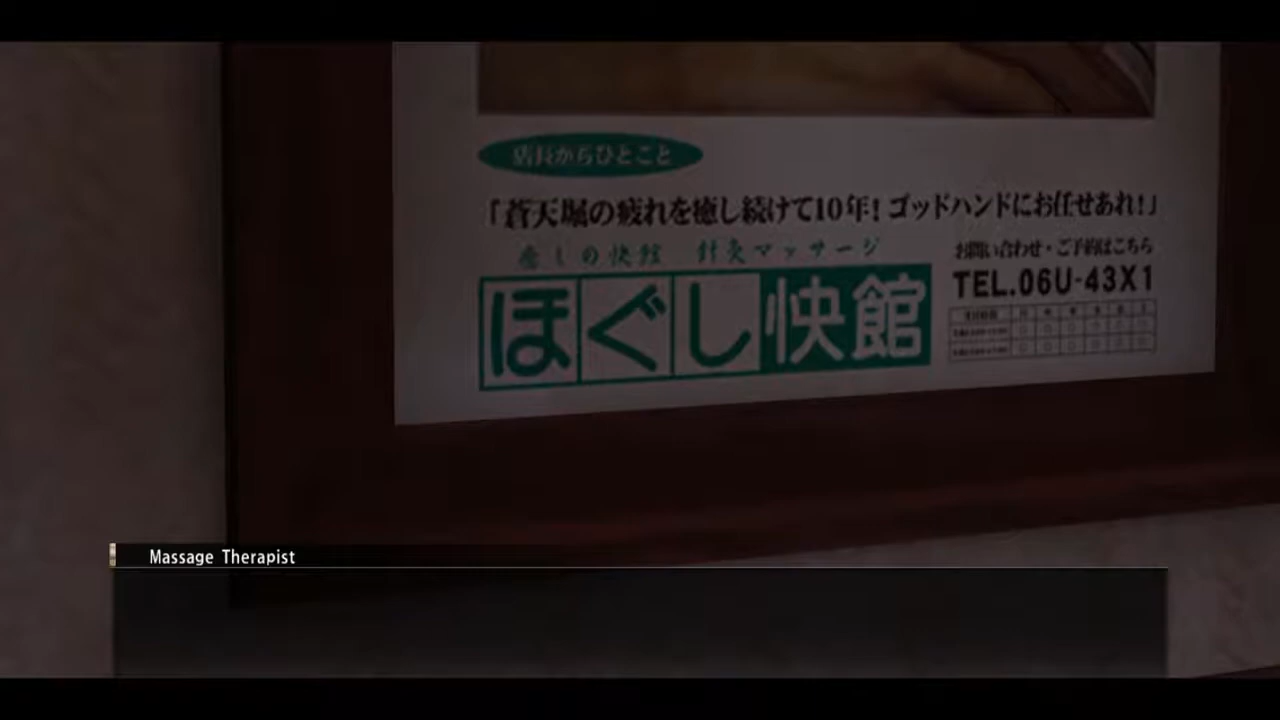 店長からひとこと
「蒼天堀の疲れを癒し続けて10年!ゴッドハンドにお任せあれ!」
癒しの快館 針灸マッサージ
ほぐし快館
お問い合わせ・ご予約はこちら
TEL.06U-43X1
Massage Therapist